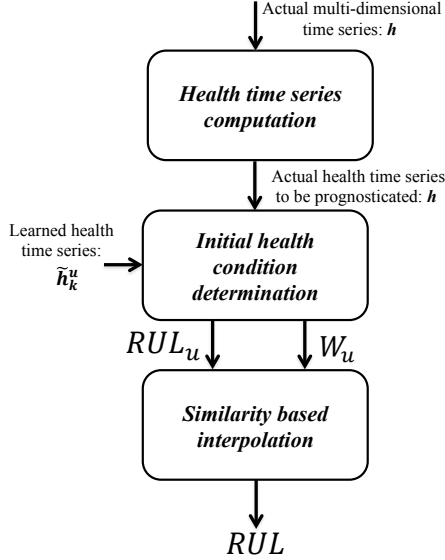 Actual multi-dimensional
time series: h
Health time series
computation
Actual health time series
to be prognosticated: h
Learned health
time series:
h̃ₖᵘ
Initial health
condition
determination
RULᵤ
Wᵤ
Similarity based
interpolation
RUL